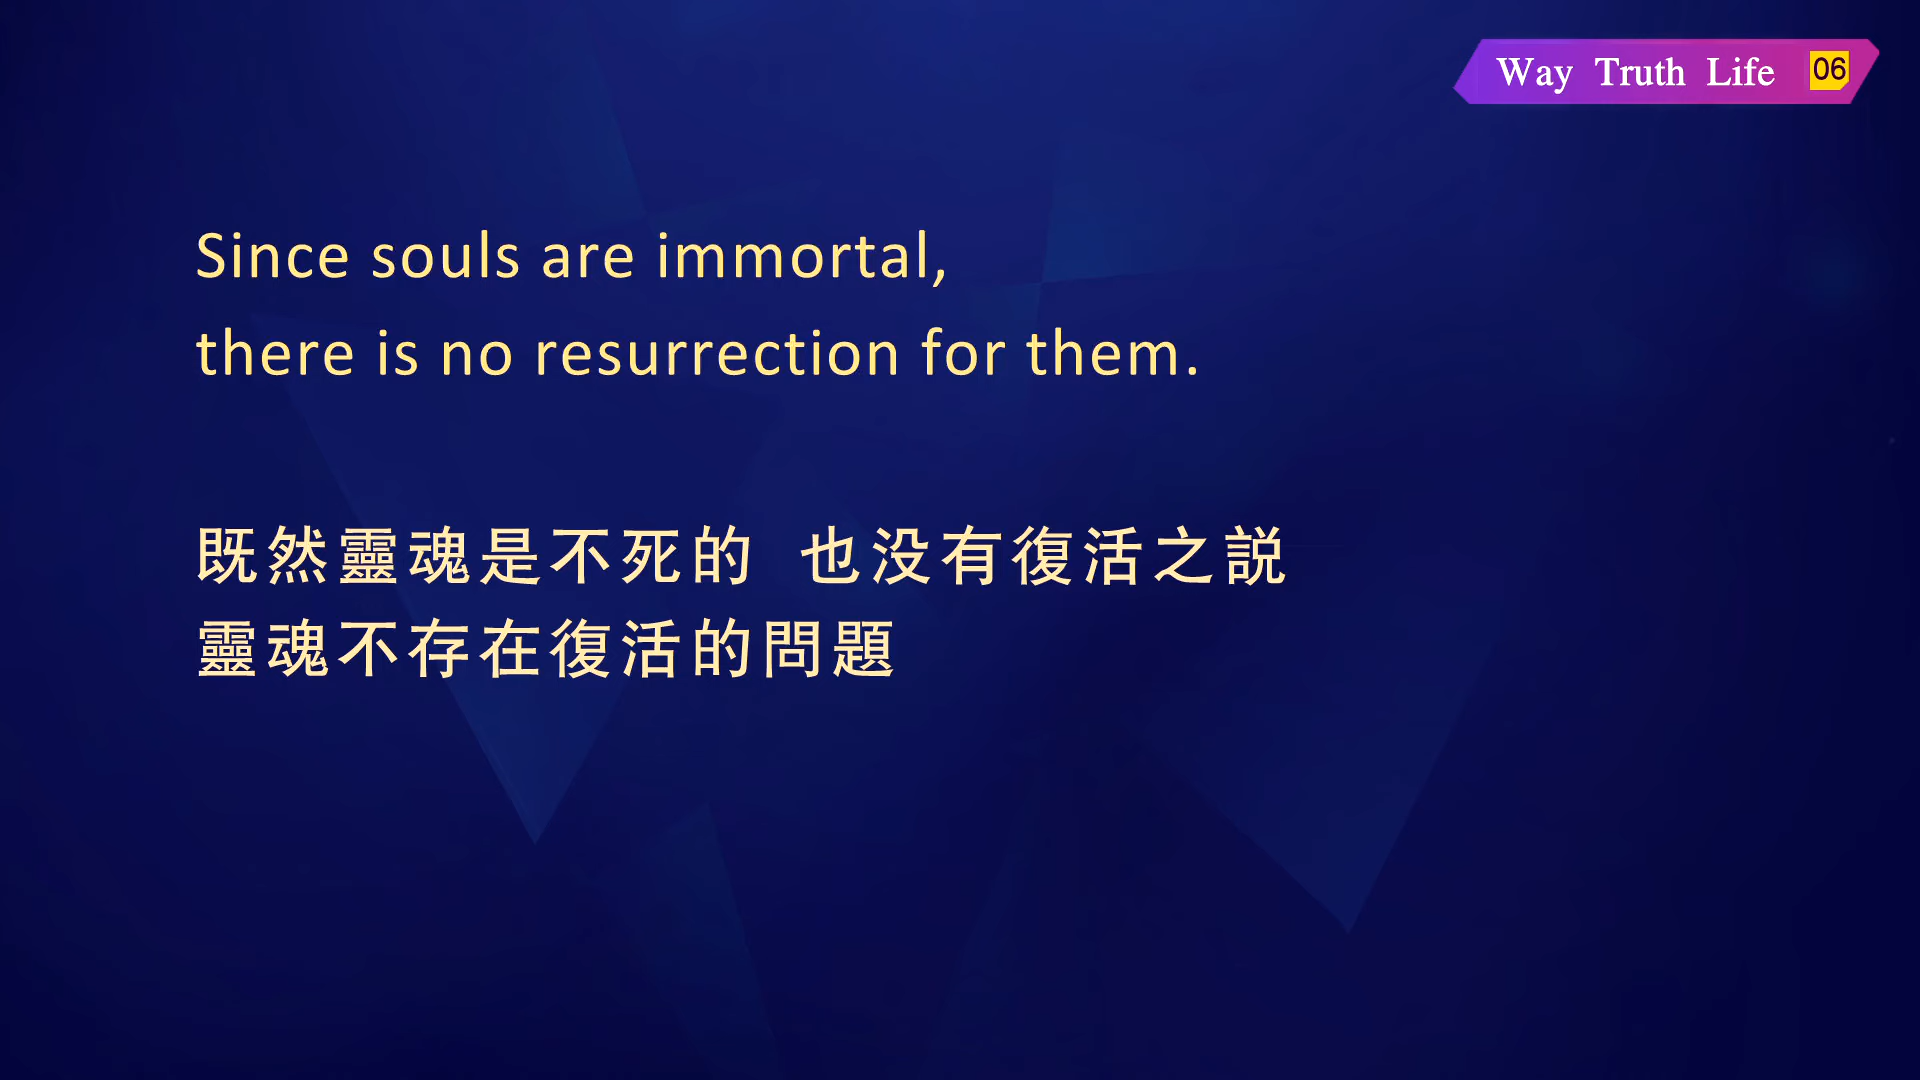 Way Truth Life 06
Since souls are immortal,
there is no resurrection for them.
既然靈魂是不死的 也没有復活之説
靈魂不存在復活的問題